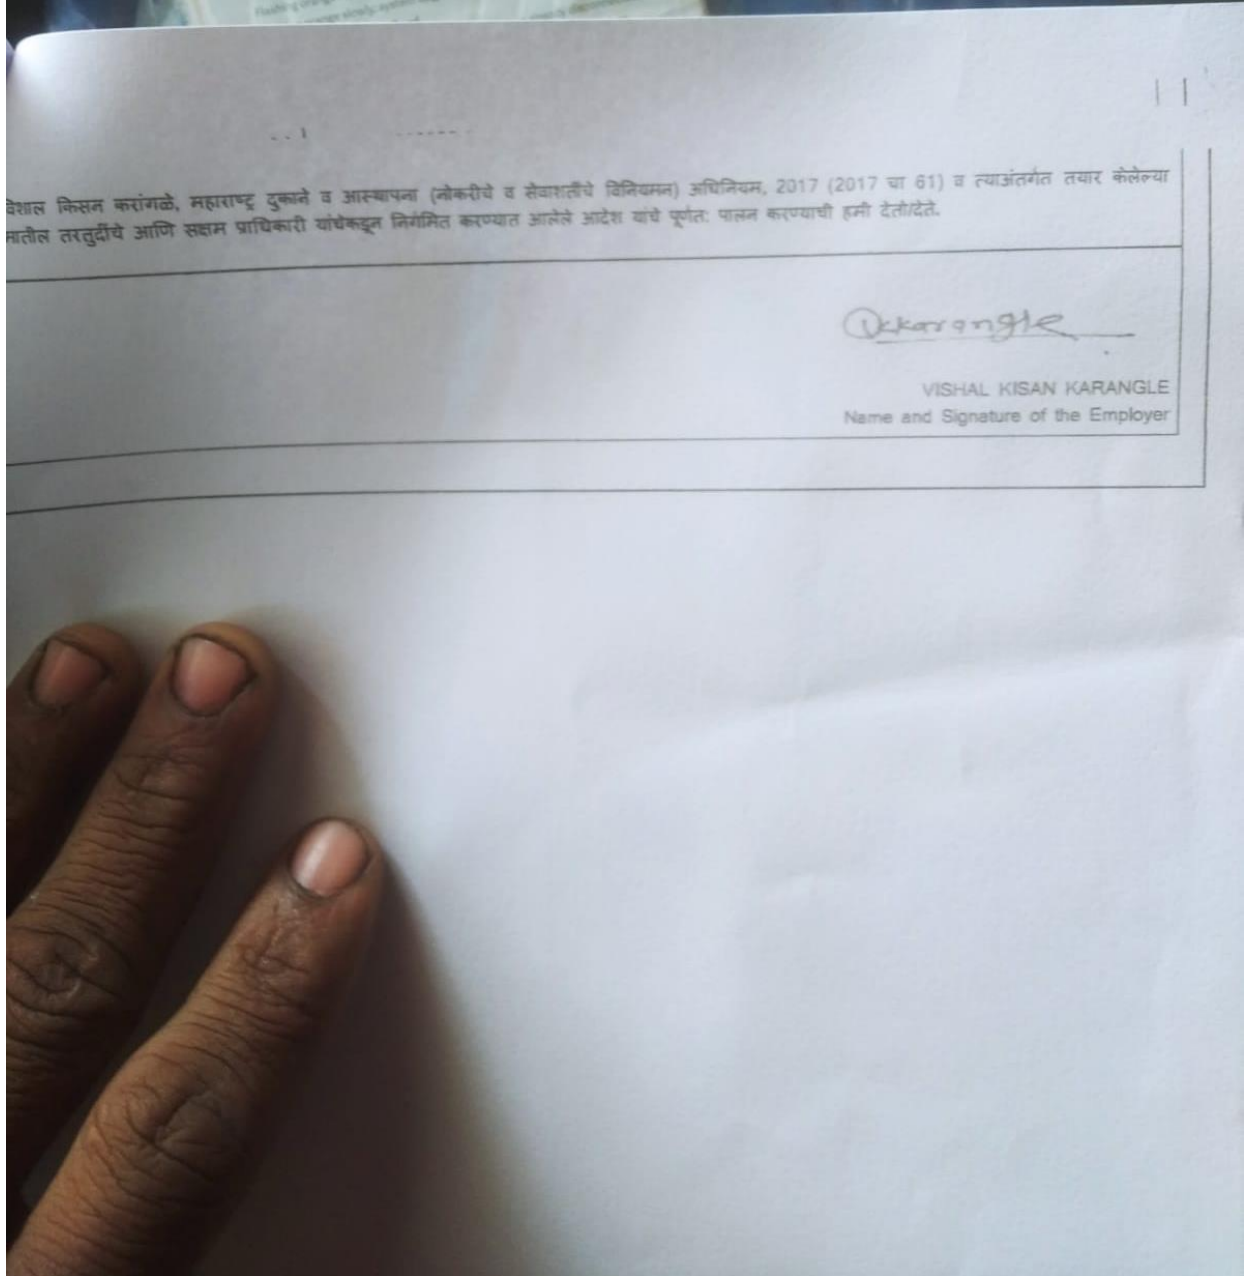 विशाल किसन करांगळे, महाराष्ट्र दुकाने व आस्थापना (नोकरीचे व सेवाशर्तीचे विनियमन) अधिनियम, 2017 (2017 चा 61) व त्याअंतर्गत तयार केलेल्या
तरतुदींचे आणि सक्षम प्राधिकारी यांचेकडून निर्गमित करण्यात आलेले आदेश यांचे पूर्णत: पालन करण्याची हमी देतो/देते.
VKKarangle
VISHAL KISAN KARANGLE
Name and Signature of the Employer